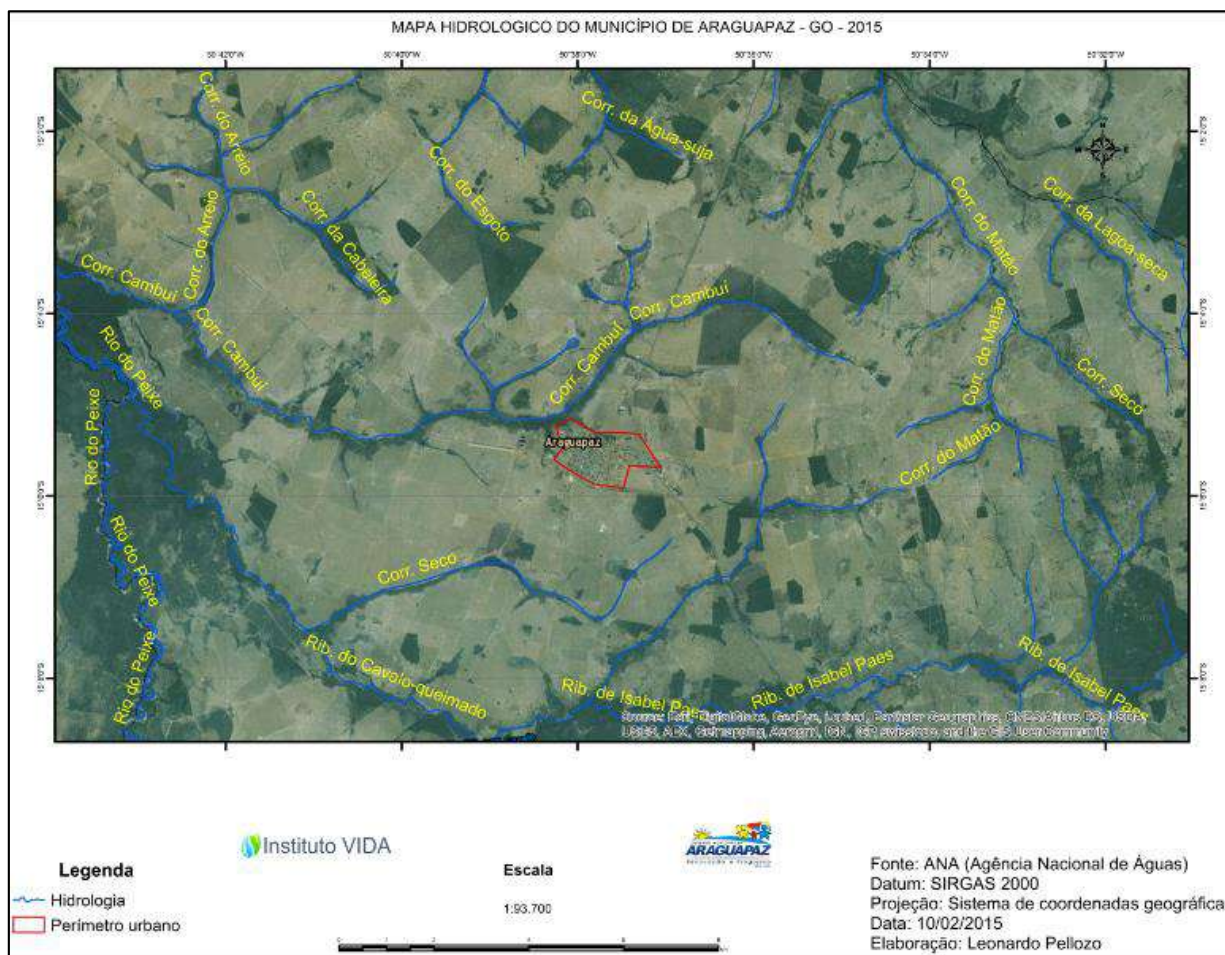 MAPA HIDROLOGICO DO MUNICÍPIO DE ARAGUAPAZ - GO - 2015
Corr. do Arreio
Corr. da Água-suja
Corr. do Arreio
Corr. da Cabeleira
Corr. do Esgoto
Corr. do Matão
Corr. da Lagoa-seca
Corr. Cambuí
Corr. Cambuí
Corr. Cambuí
Corr. Cambuí
Corr. do Matão
Corr. Seco
Rio do Peixe
Rio do Peixe
Araguapaz
Corr. do Matão
Rio do Peixe
Corr. Seco
Rio do Peixe
Rib. do Cavalo-queimado
Rib. de Isabel Paes
Rib. de Isabel Paes
Rib. de Isabel Paes
Instituto VIDA
ARAGUAPAZ
Legenda
Hidrologia
Perímetro urbano
Escala
1:93.700
Fonte: ANA (Agência Nacional de Águas)
Datum: SIRGAS 2000
Projeção: Sistema de coordenadas geográfica
Data: 10/02/2015
Elaboração: Leonardo Pellozo